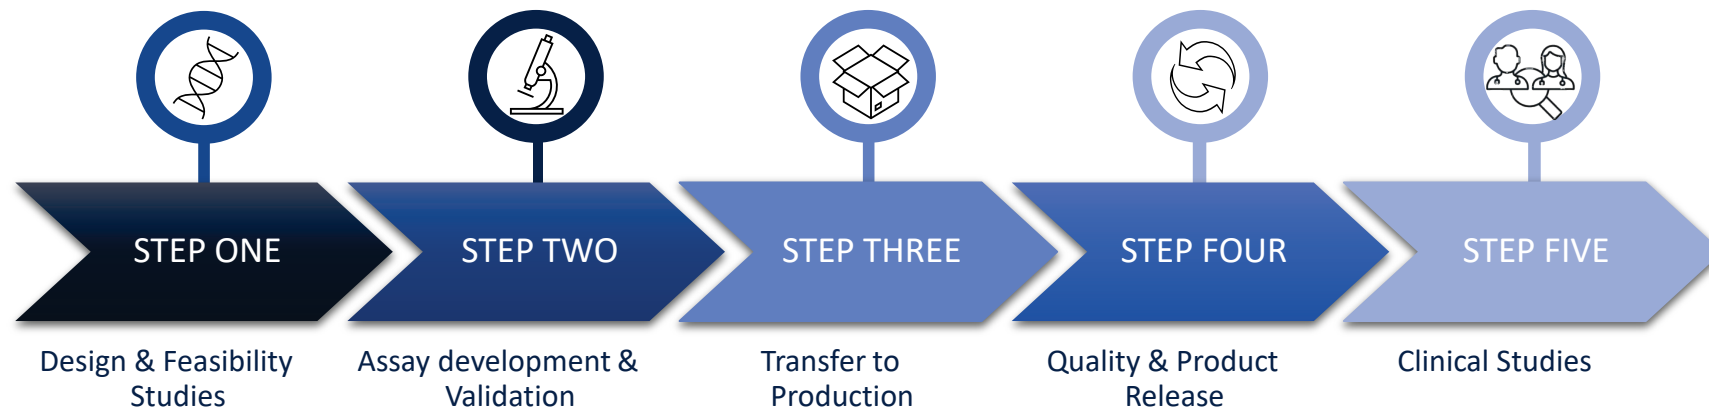 STEP ONE
STEP TWO
STEP THREE
STEP FOUR
STEP FIVE
Design & Feasibility
Studies
Assay development &
Validation
Transfer to
Production
Quality & Product
Release
Clinical Studies